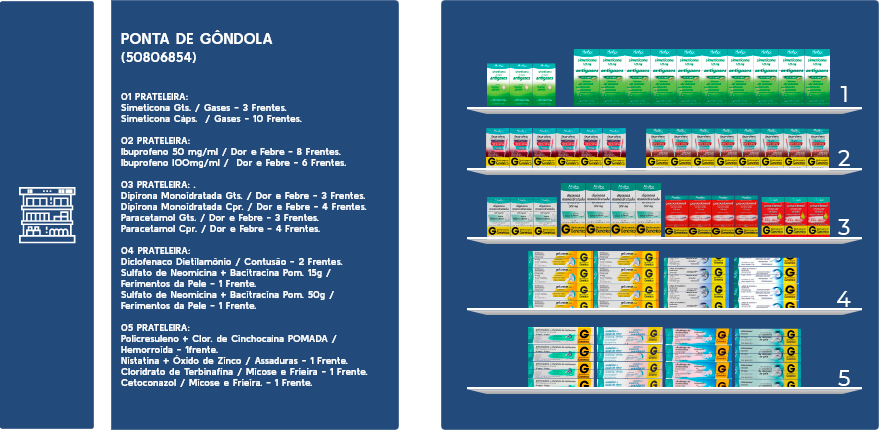 PONTA DE GÔNDOLA
(50806854)
01 PRATELEIRA:
Simeticona Gts. / Gases - 3 Frentes.
Simeticona Cáps. / Gases - 10 Frentes.
02 PRATELEIRA:
Ibuprofeno 50 mg/ml / Dor e Febre - 8 Frentes.
Ibuprofeno 100mg/ml / Dor e Febre - 6 Frentes.
03 PRATELEIRA: .
Dipirona Monoidratada Gts. / Dor e Febre - 3 Frentes.
Dipirona Monoidratada Cpr. / Dor e Febre - 4 Frentes.
Paracetamol Gts. / Dor e Febre - 3 Frentes.
Paracetamol Cpr. / Dor e Febre - 4 Frentes.
04 PRATELEIRA:
Diclofenaco Dietilamônio / Contusão - 2 Frentes.
Sulfato de Neomicina + Bacitracina Pom. 15g /
Ferimentos da Pele - 1 Frente.
Sulfato de Neomicina + Bacitracina Pom. 50g /
Ferimentos da Pele - 1 Frente.
05 PRATELEIRA:
Policresuleno + Clor. de Cinchocaína POMADA /
Hemorroida - 1frente.
Nistatina + Óxido de Zinco / Assaduras - 1 Frente.
Cloridrato de Terbinafina / Micose e Frieira - 1 Frente.
Cetoconazol / Micose e Frieira. - 1 Frente.
1
2
3
4
5